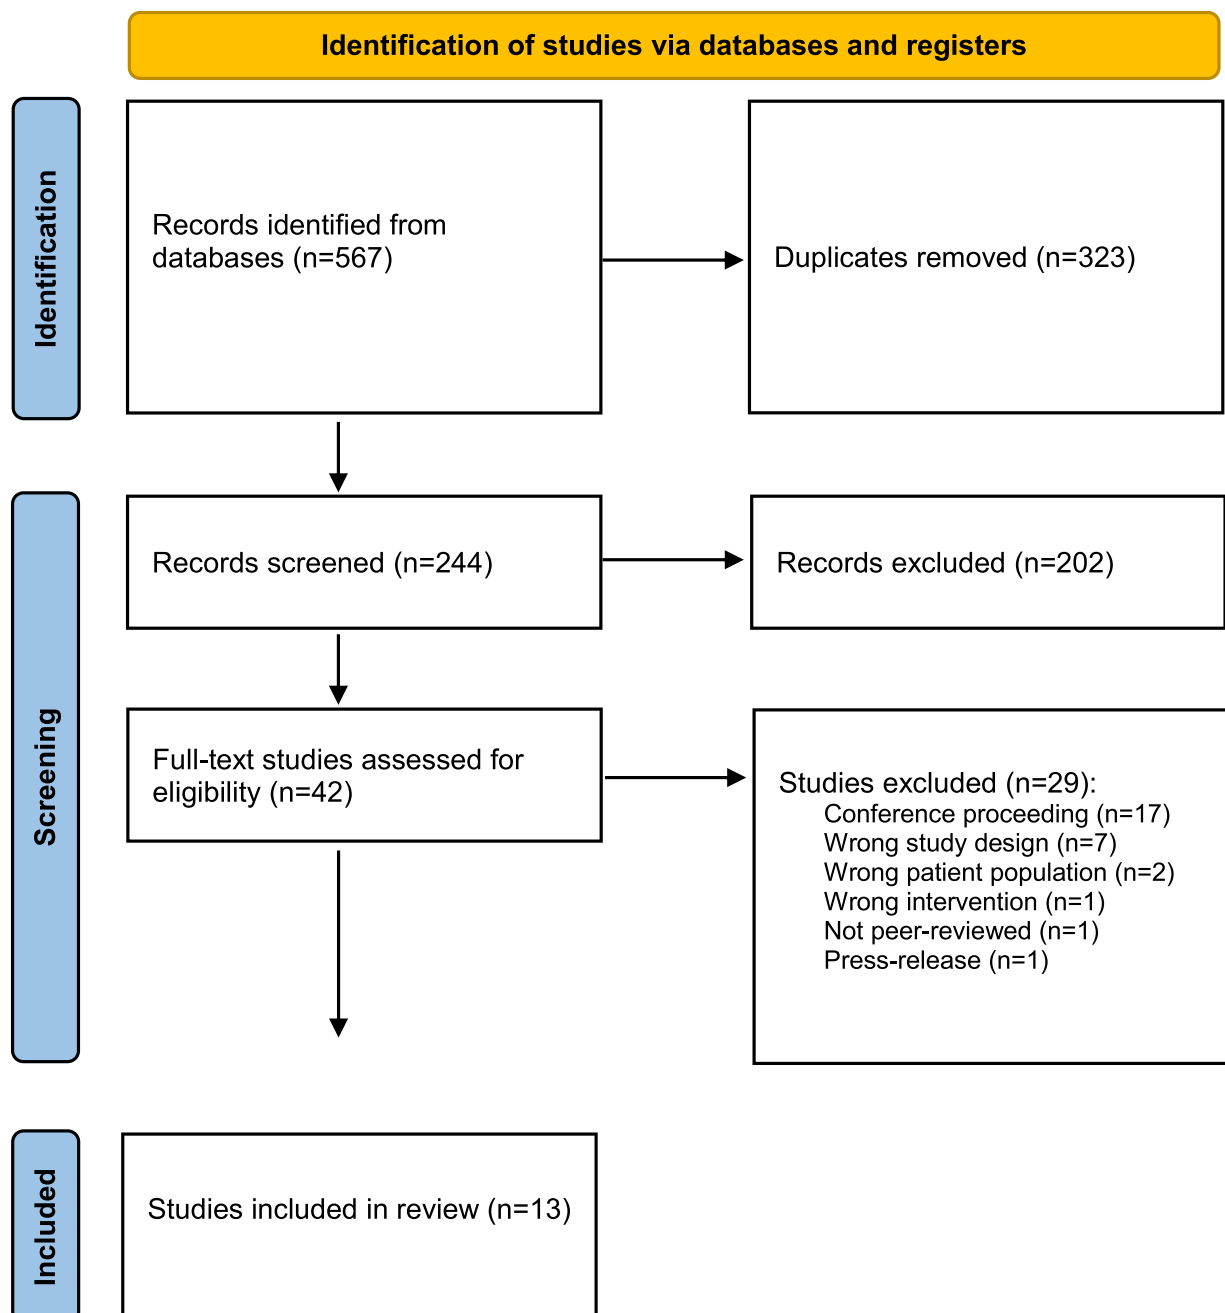 Identification of studies via databases and registers
Identification
Records identified from
databases (n=567)
Duplicates removed (n=323)
Screening
Records screened (n=244)
Records excluded (n=202)
Full-text studies assessed for
eligibility (n=42)
Studies excluded (n=29):
Conference proceeding (n=17)
Wrong study design (n=7)
Wrong patient population (n=2)
Wrong intervention (n=1)
Not peer-reviewed (n=1)
Press-release (n=1)
Included
Studies included in review (n=13)